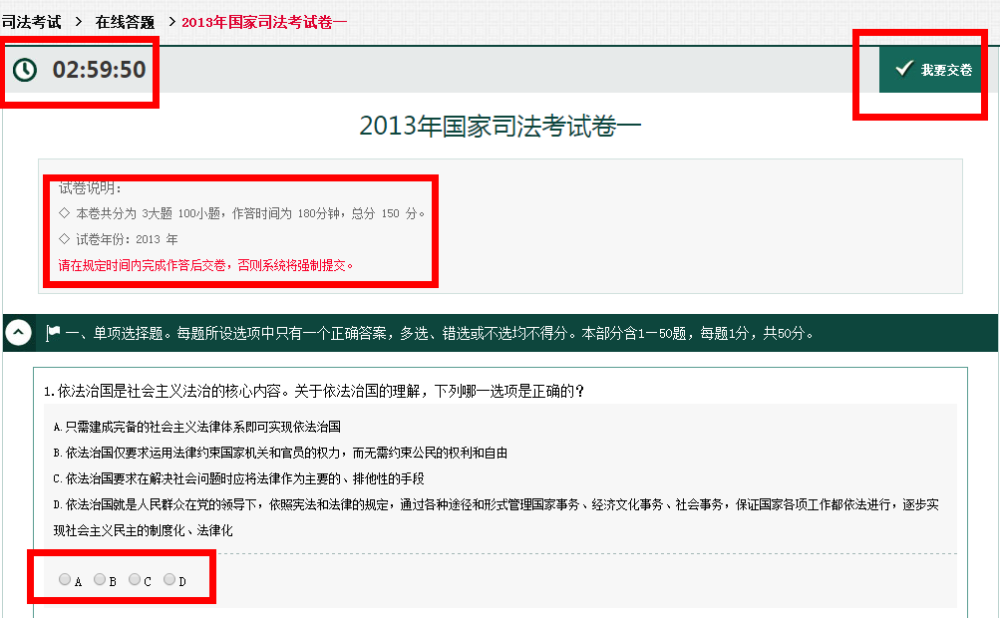 司法考试 > 在线答题 > 2013年国家司法考试卷一
02:59:50
我要交卷
2013年国家司法考试卷一
试卷说明:
◇ 本卷共分为 3大题 100小题，作答时间为 180分钟，总分 150 分。
◇ 试卷年份: 2013 年
请在规定时间内完成作答后交卷，否则系统将强制提交。
一、单项选择题。每题所设选项中只有一个正确答案，多选、错选或不选均不得分。本部分含1—50题，每题1分，共50分。
1.依法治国是社会主义法治的核心内容。关于依法治国的理解，下列哪一选项是正确的？
A.只需建成完备的社会主义法律体系即可实现依法治国
B.依法治国仅要求运用法律约束国家机关和官员的权力，而无需约束公民的权利和自由
C.依法治国要求在解决社会问题时应将法律作为主要的、排他性的手段
D.依法治国就是人民群众在党的领导下，依照宪法和法律的规定，通过各种途径和形式管理国家事务、经济文化事务、社会事务，保证国家各项工作都依法进行，逐步实
现社会主义民主的制度化、法律化
A B C D